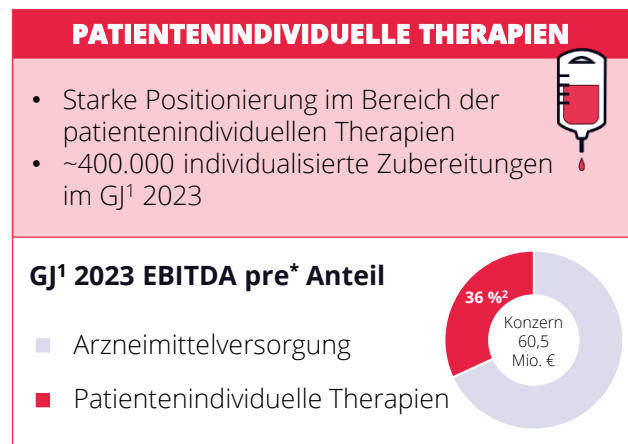 PATIENTENINDIVIDUELLE THERAPIEN
• Starke Positionierung im Bereich der
patientenindividuellen Therapien
• ~400.000 individualisierte Zubereitungen
im GJ¹ 2023
GJ¹ 2023 EBITDA pre* Anteil
Arzneimittelversorgung
Patientenindividuelle Therapien
36 %²
Konzern
60,5
Mio. €